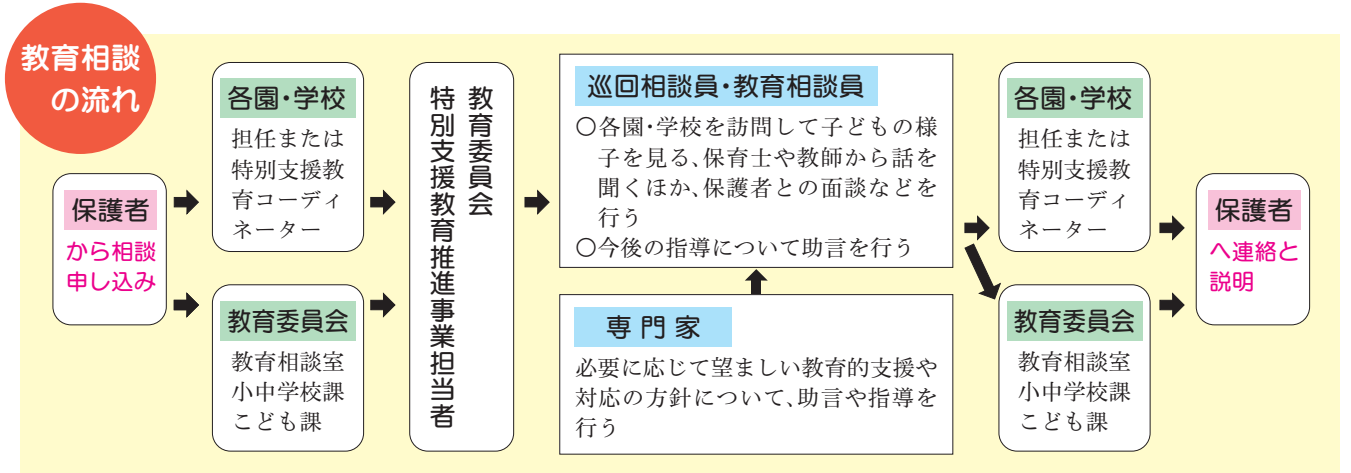 教育相談
の流れ
保護者
から相談
申し込み
各園・学校
担任または
特別支援教
育コーディ
ネーター
教育委員会
教育相談室
小中学校課
こども課
教育委員会
特別支援教育推進事業担当者
巡回相談員・教育相談員
○各園・学校を訪問して子どもの様
子を見る、保育士や教師から話を
聞くほか、保護者との面談などを
行う
○今後の指導について助言を行う
専門家
必要に応じて望ましい教育的支援や
対応の方針について、助言や指導を
行う
各園・学校
担任または
特別支援教
育コーディ
ネーター
教育委員会
教育相談室
小中学校課
こども課
保護者
へ連絡と
説明